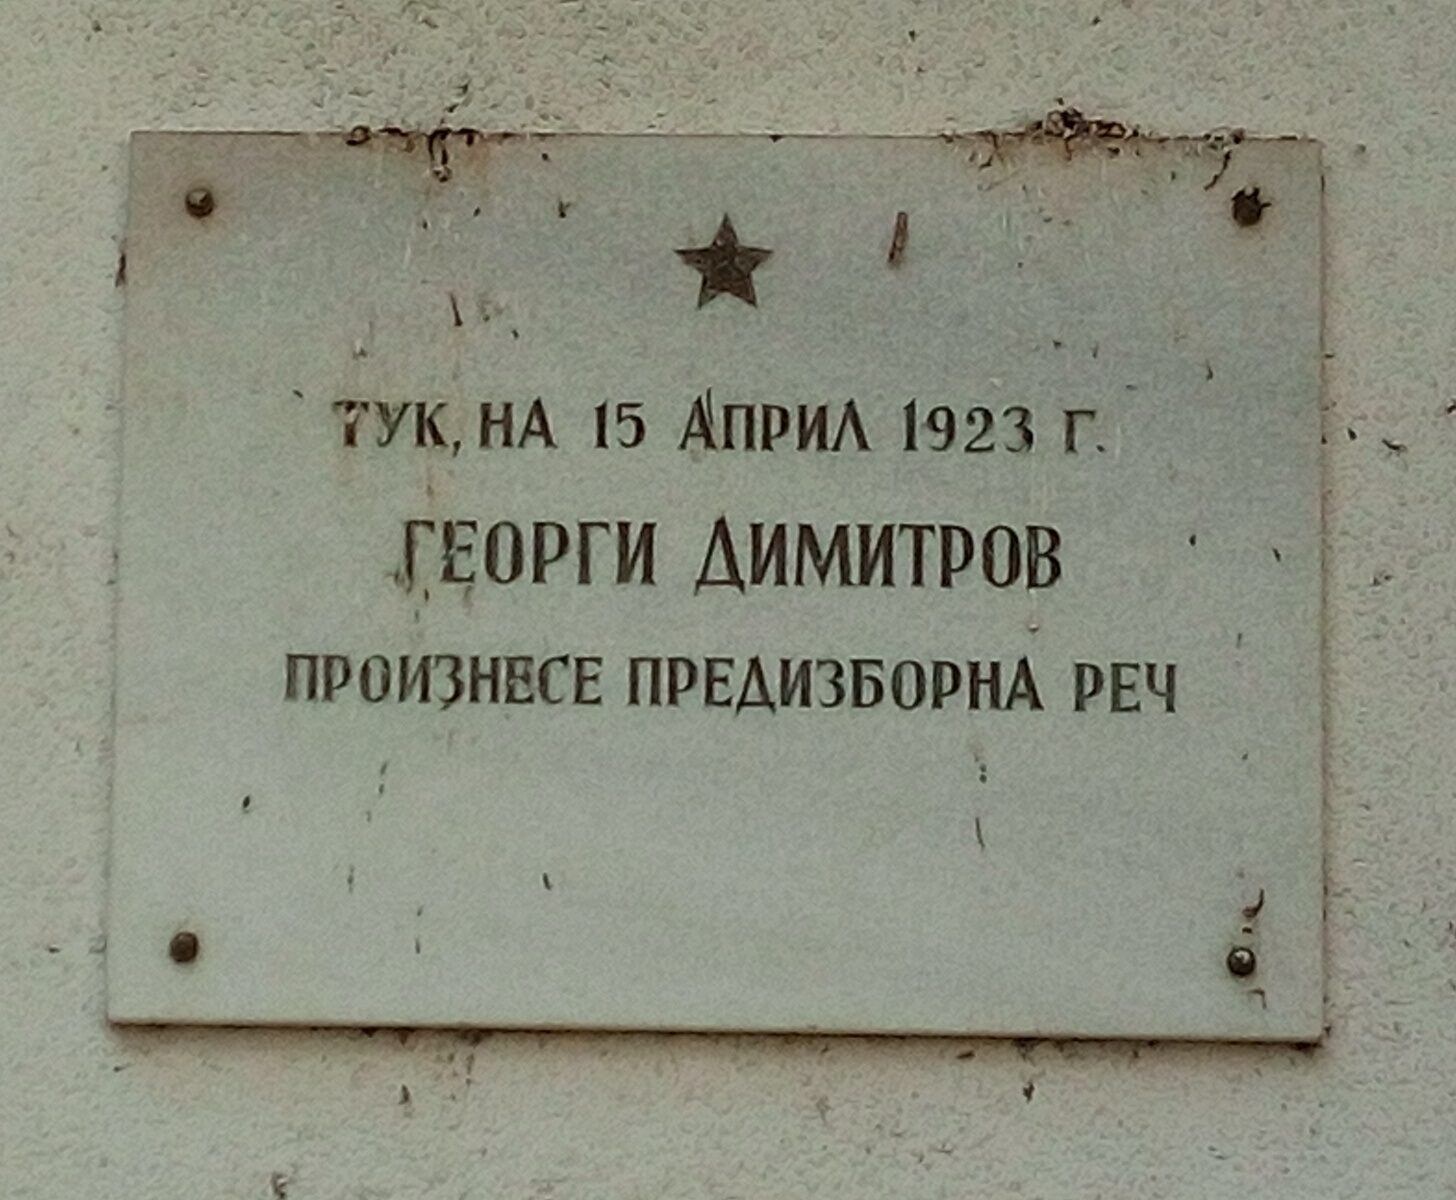 ТУК, НА 15 АПРИЛ 1923 Г.
ГЕОРГИ ДИМИТРОВ
ПРОИЗНЕСЕ ПРЕДИЗБОРНА РЕЧ